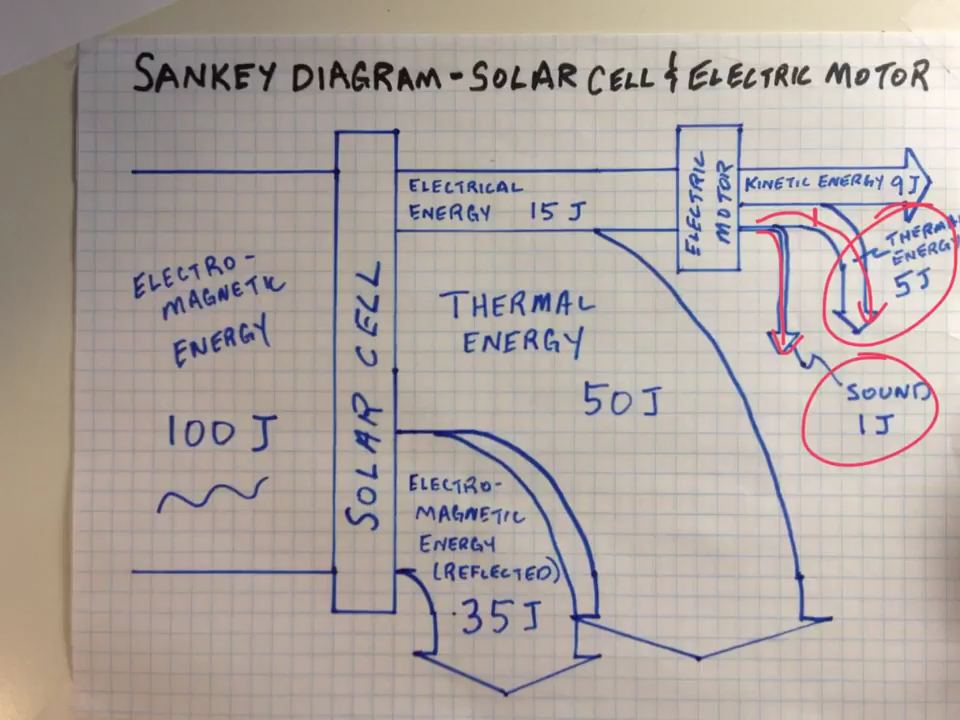 SANKEY DIAGRAM - SOLAR CELL & ELECTRIC MOTOR
ELECTRO-
MAGNETIC
ENERGY
100 J
SOLAR CELL
ELECTRICAL
ENERGY 15 J
THERMAL
ENERGY
50 J
ELECTRO-
MAGNETIC
ENERGY
(REFLECTED)
35 J
ELECTRIC
MOTOR
KINETIC ENERGY 9J
THERMAL
ENERGY
5J
SOUND
1 J